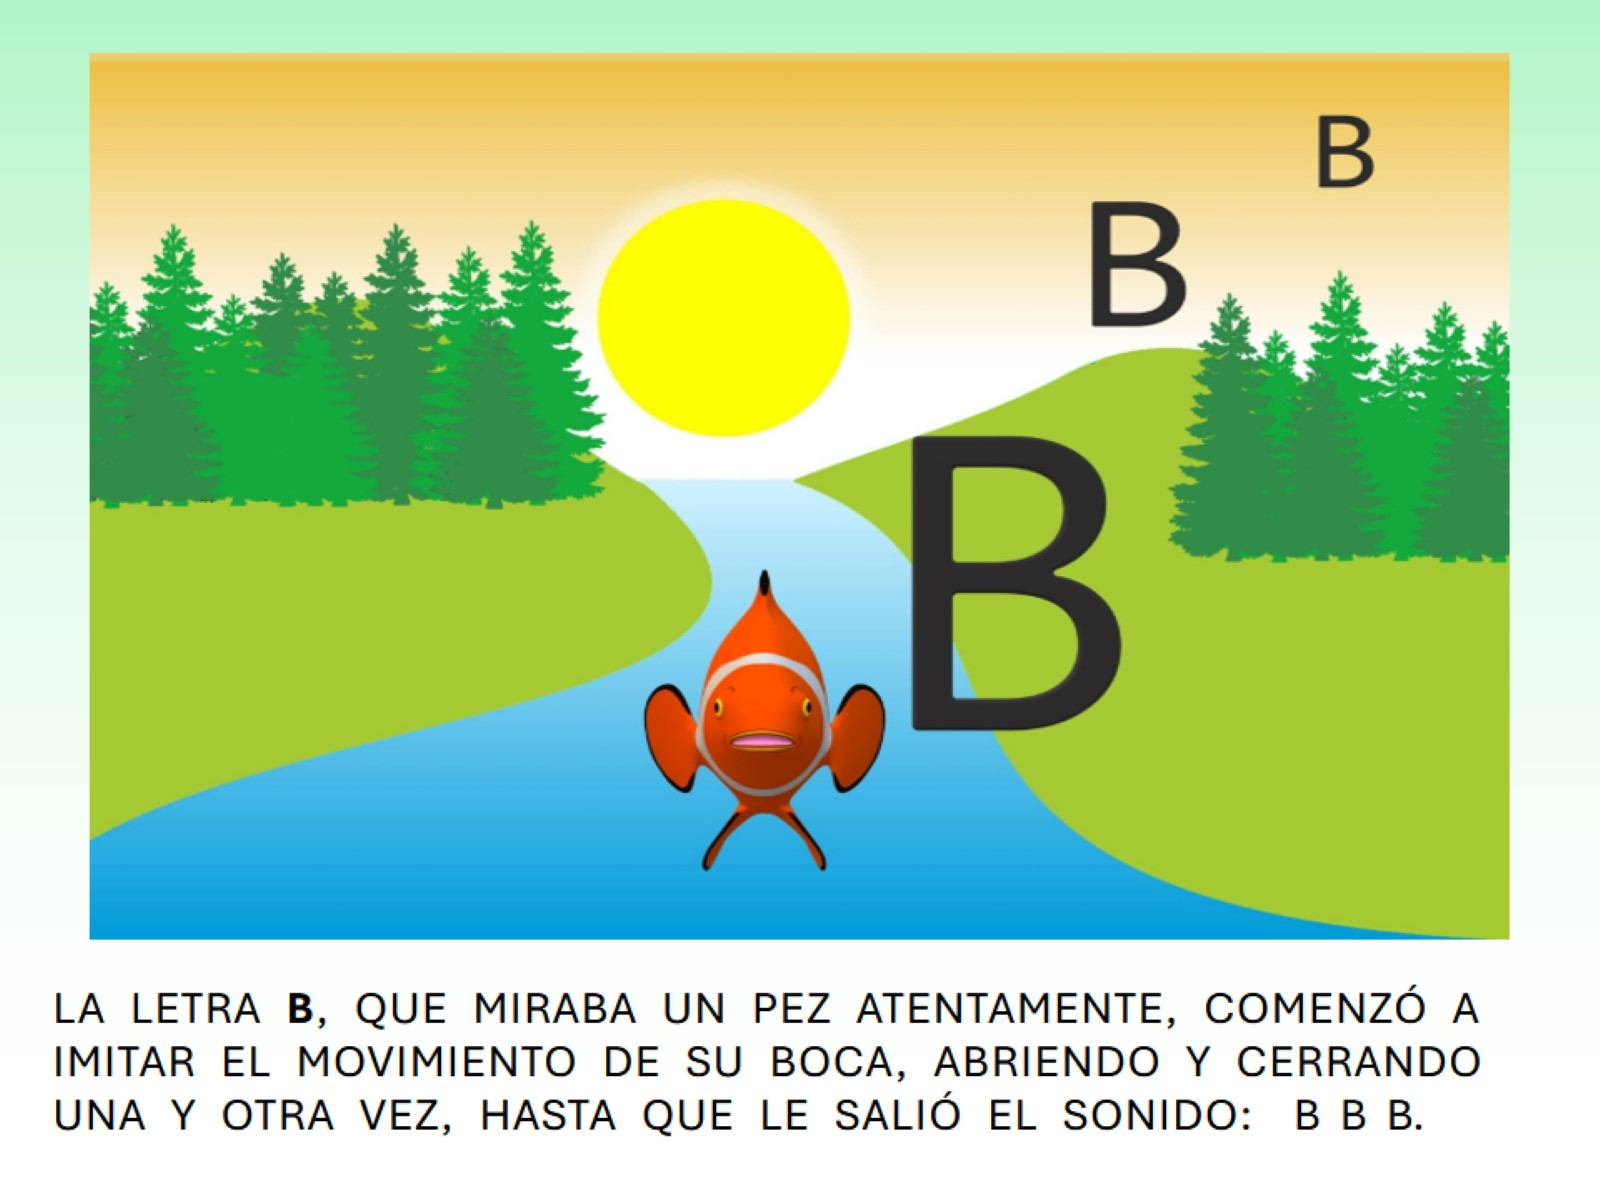 B
B
B
LA LETRA B, QUE MIRABA UN PEZ ATENTAMENTE, COMENZÓ A
IMITAR EL MOVIMIENTO DE SU BOCA, ABRIENDO Y CERRANDO
UNA Y OTRA VEZ, HASTA QUE LE SALIÓ EL SONIDO: B B B.